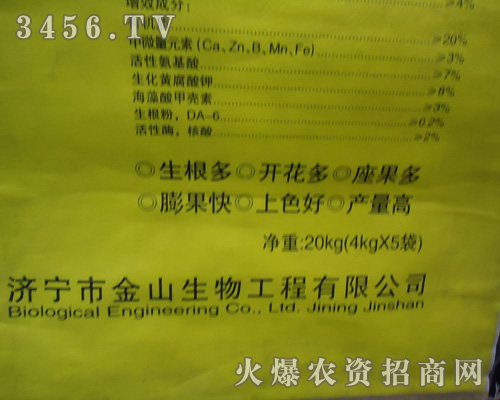 3456.TV
增效成分：
≥4%
有机
≥20%
中微量元素(Ca、Zn、B、Mn、Fe)
≥3%
活性氨基酸
≥7%
生化黄腐酸钾
≥8%
海藻酸甲壳素
≥3%
生根粉，DA-6
≥0.2%
活性酶，核酸
≥2%
◎生根多 ◎开花多 ◎座果多
◎膨果快 ◎上色好 ◎产量高
净重:20kg(4kgX5袋)
济宁市金山生物工程有限公司
Biological Engineering Co., Ltd. Jining Jinshan
火爆农资招商网